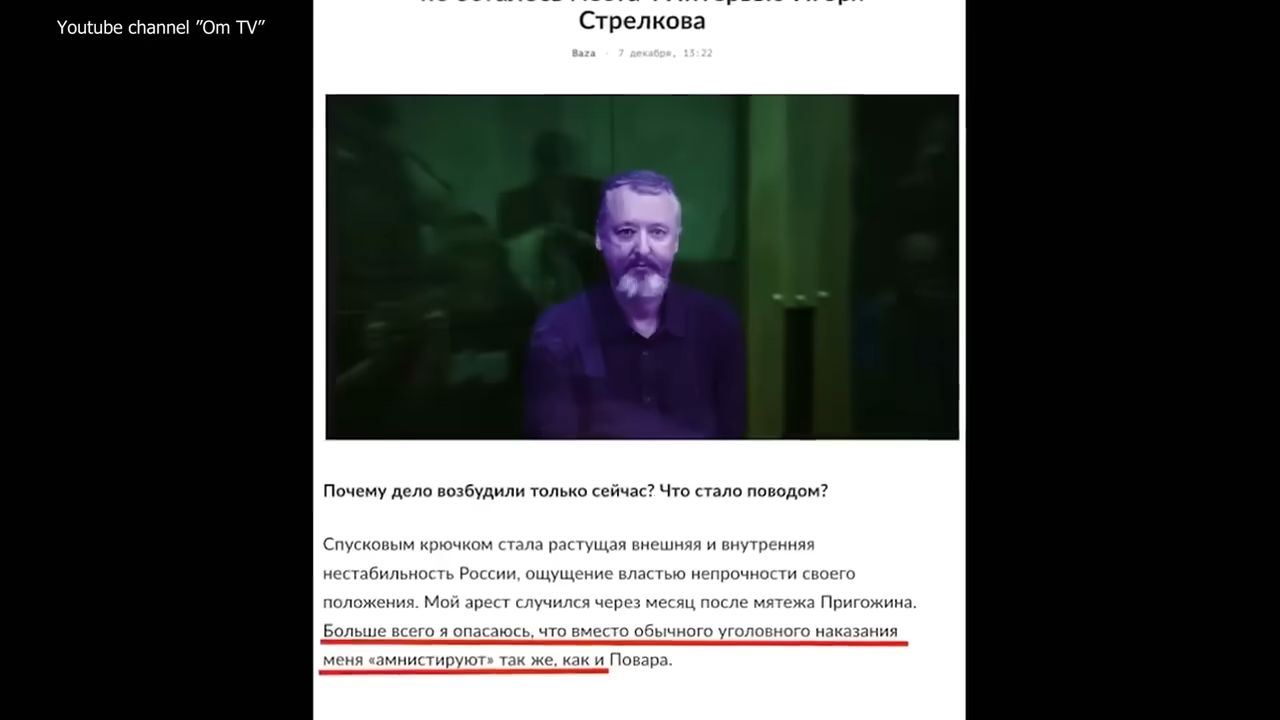 Youtube channel "Om TV"
Стрелкова
Baza · 7 декабря, 13:22
Почему дело возбудили только сейчас? Что стало поводом?
Спусковым крючком стала растущая внешняя и внутренняя
нестабильность России, ощущение властью непрочности своего
положения. Мой арест случился через месяц после мятежа Пригожина.
Больше всего я опасаюсь, что вместо обычного уголовного наказания
меня «амнистируют» так же, как и Повара.